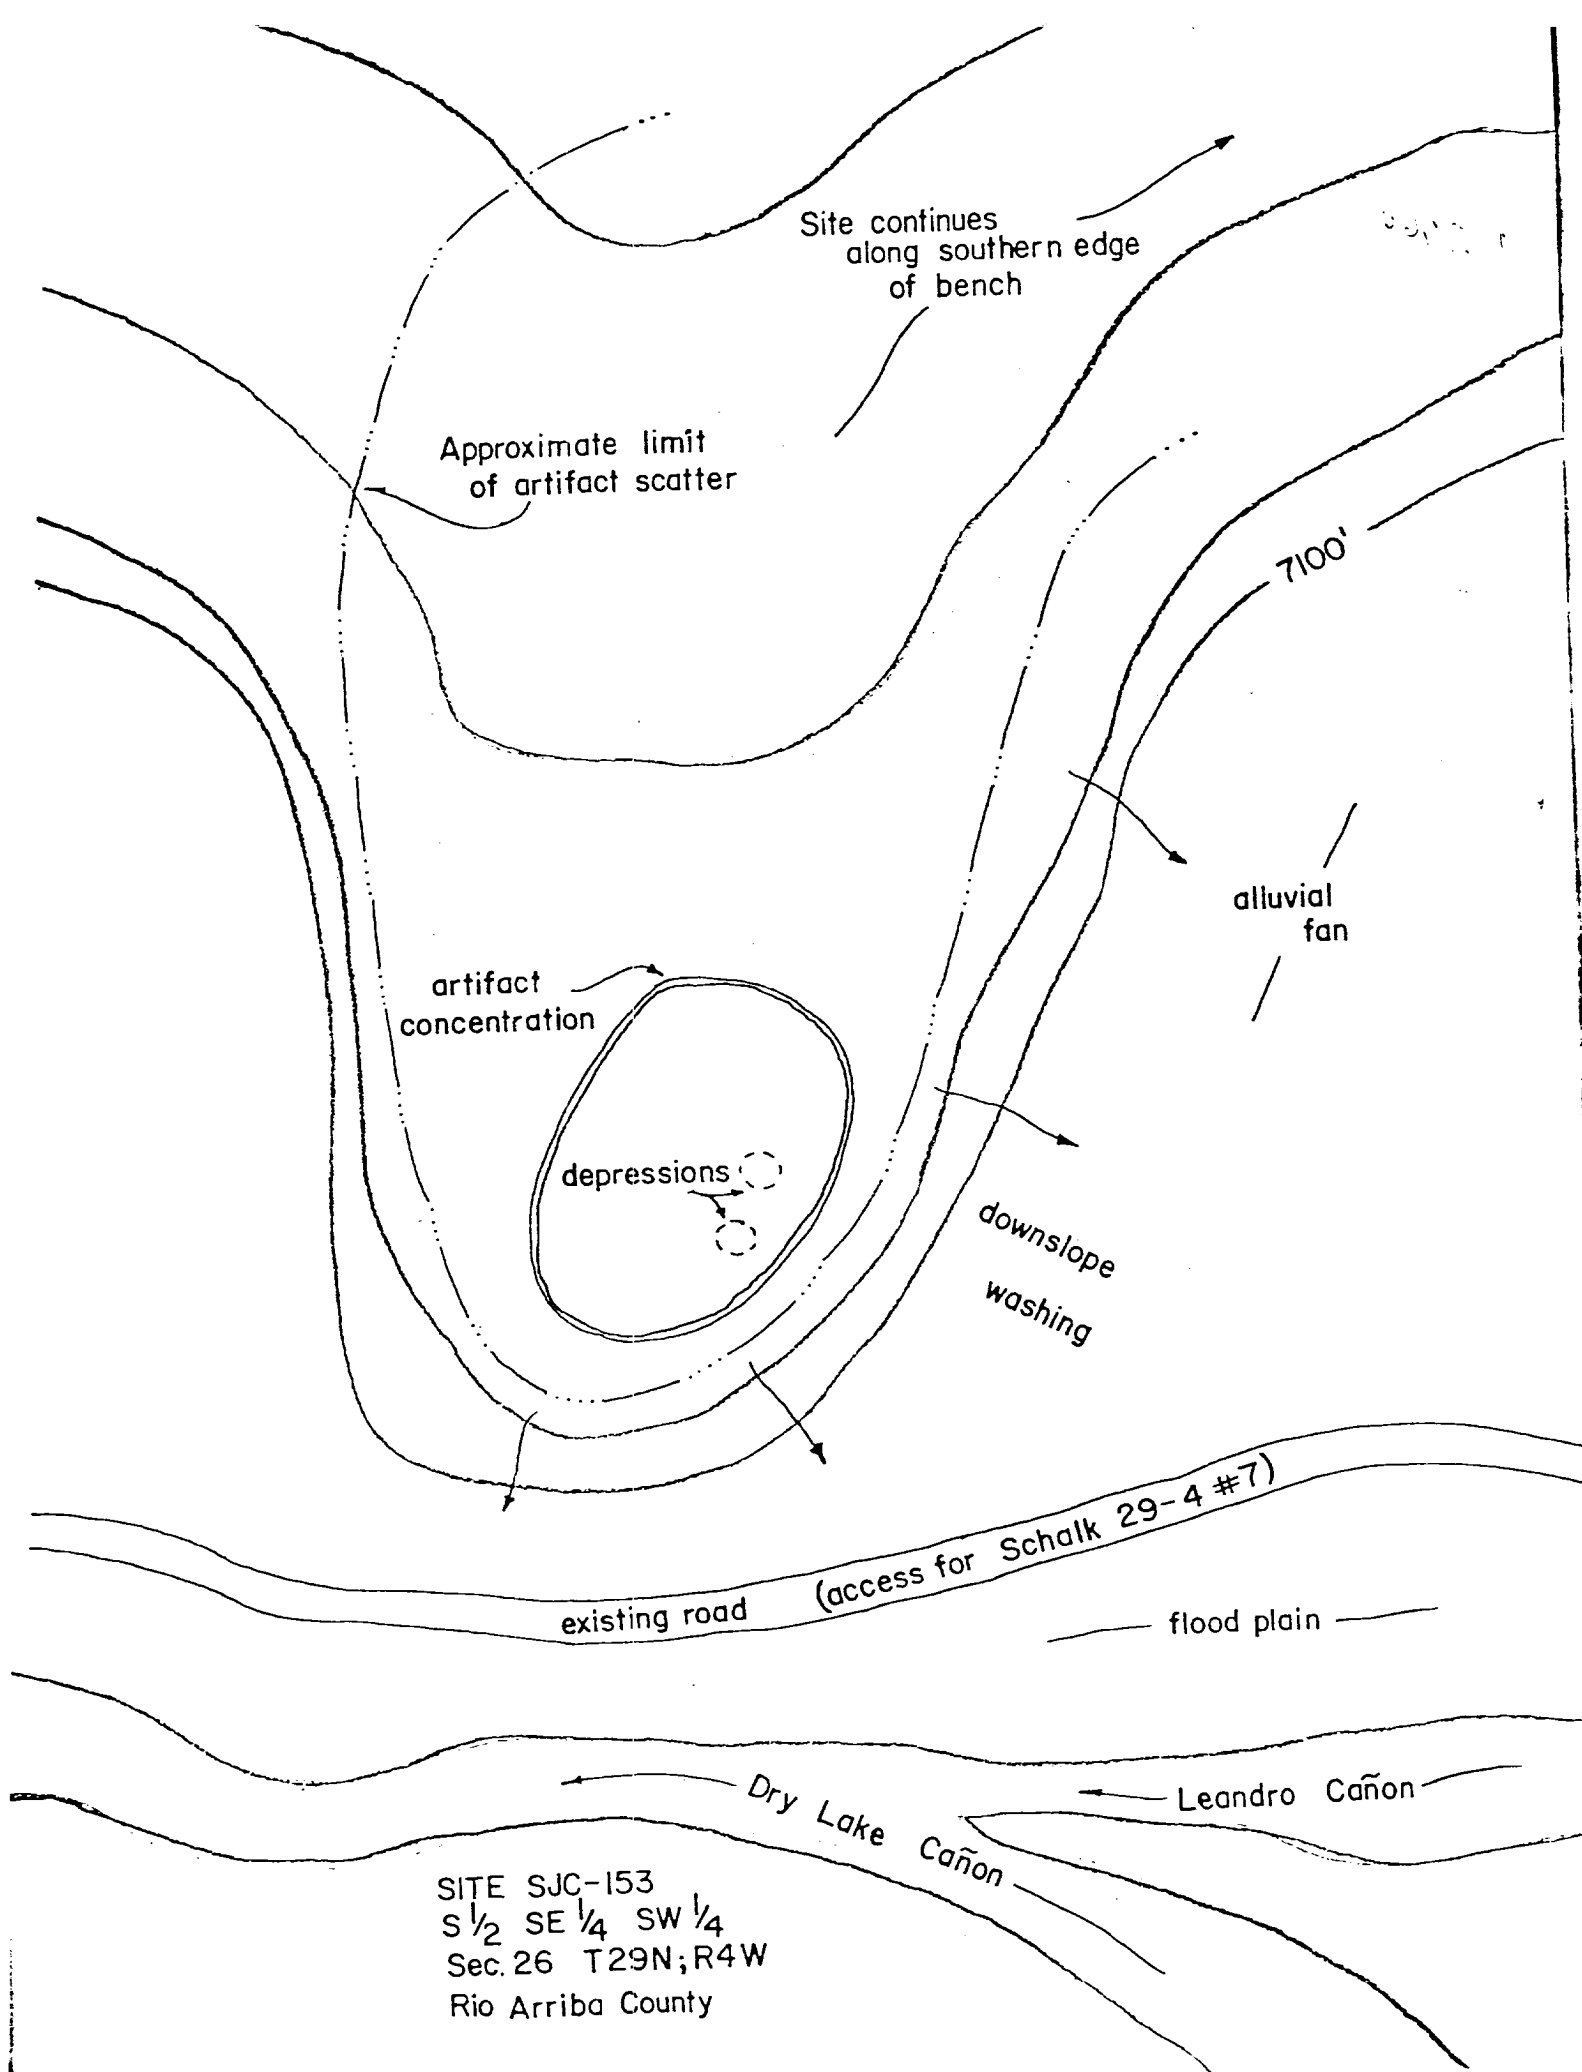 Site continues
along southern edge
of bench
Approximate limit
of artifact scatter
7100'
alluvial
fan
artifact
concentration
depressions
downslope
washing
existing road (access for Schalk 29-4 #7)
flood plain
Dry Lake Cañon
Leandro Cañon
SITE SJC-153
S 1/2 SE 1/4 SW 1/4
Sec. 26 T29N; R4W
Rio Arriba County